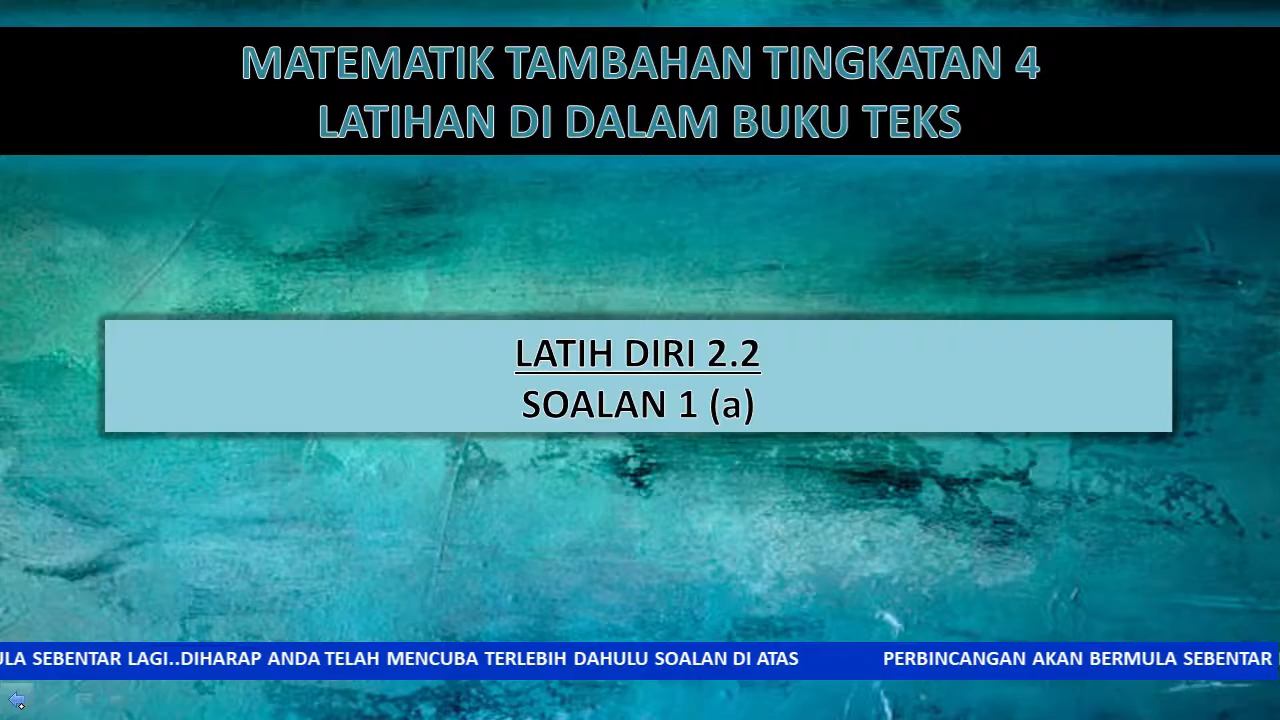 MATEMATIK TAMBAHAN TINGKATAN 4
LATIHAN DI DALAM BUKU TEKS
LATIH DIRI 2.2
SOALAN 1 (a)
SEBENTAR LAGI..DIHARAP ANDA TELAH MENCUBA TERLEBIH DAHULU SOALAN DI ATAS PERBINCANGAN AKAN BERMULA SEBENTAR